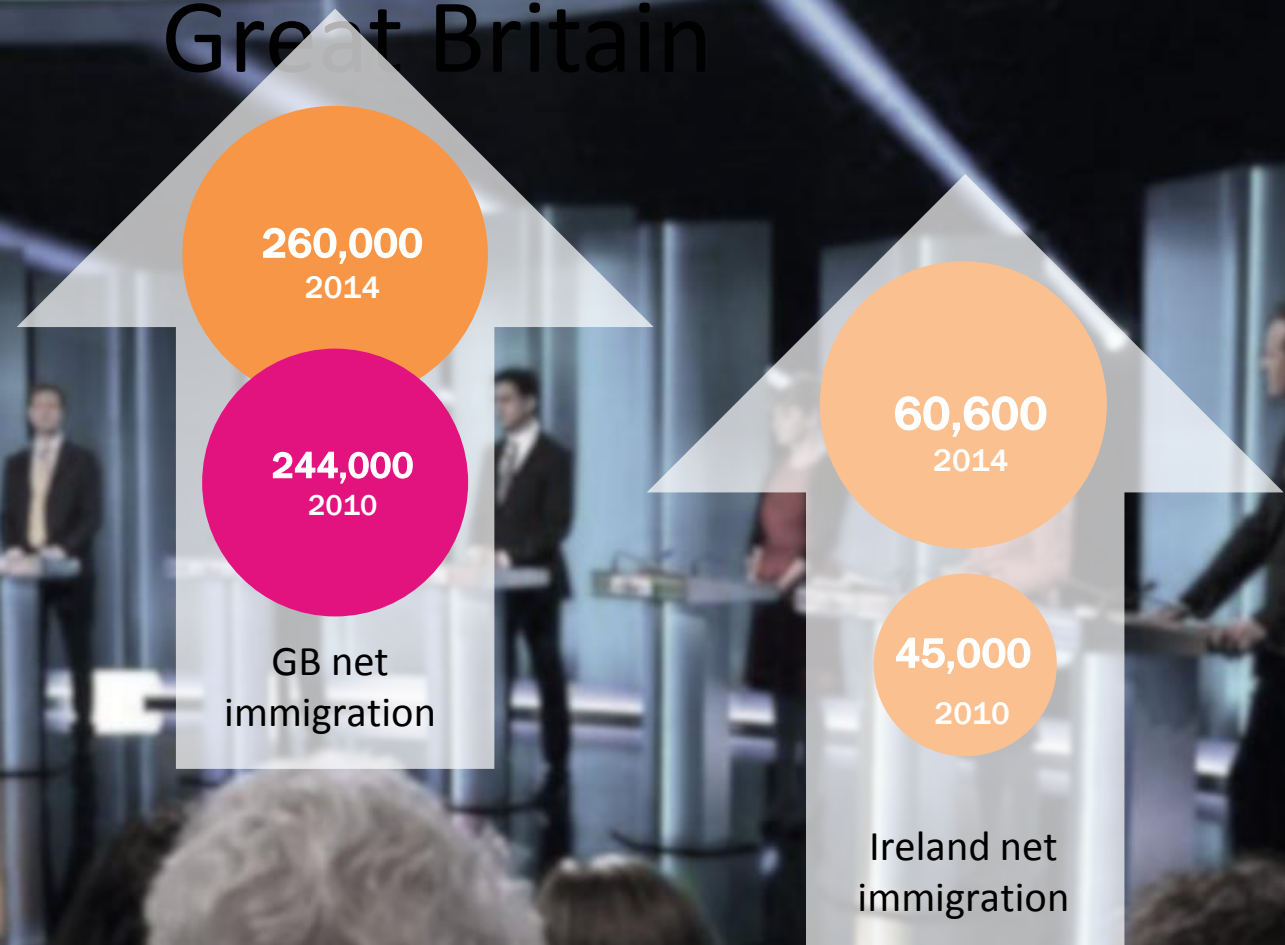 Great Britain
260,000
2014
244,000
2010
GB net
immigration
60,600
2014
45,000
2010
Ireland net
immigration